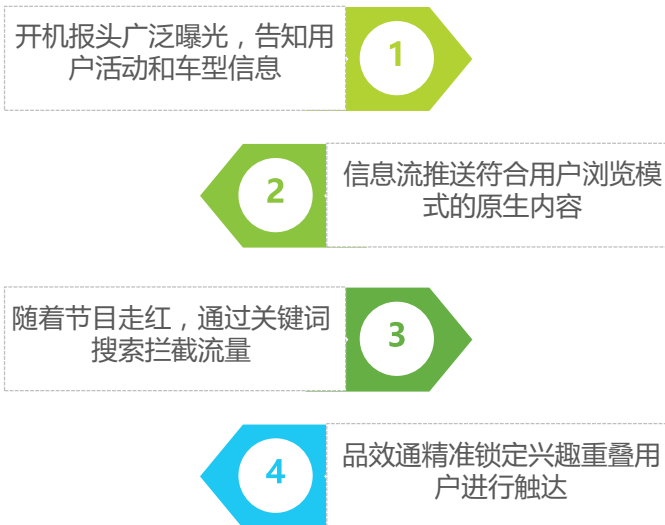 开机报头广泛曝光，告知用
户活动和车型信息
1
2
信息流推送符合用户浏览模
式的原生内容
随着节目走红，通过关键词
搜索拦截流量
3
4
品效通精准锁定兴趣重叠用
户进行触达